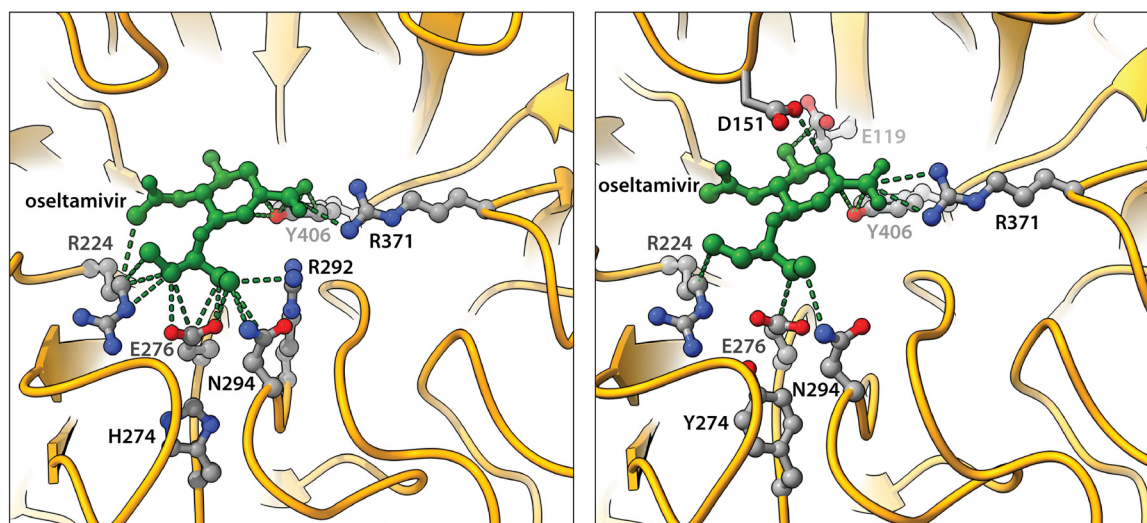 oseltamivir
R224
Y406
R371
R292
E276
N294
H274
D151
E119
oseltamivir
R224
Y406
R371
E276
N294
Y274